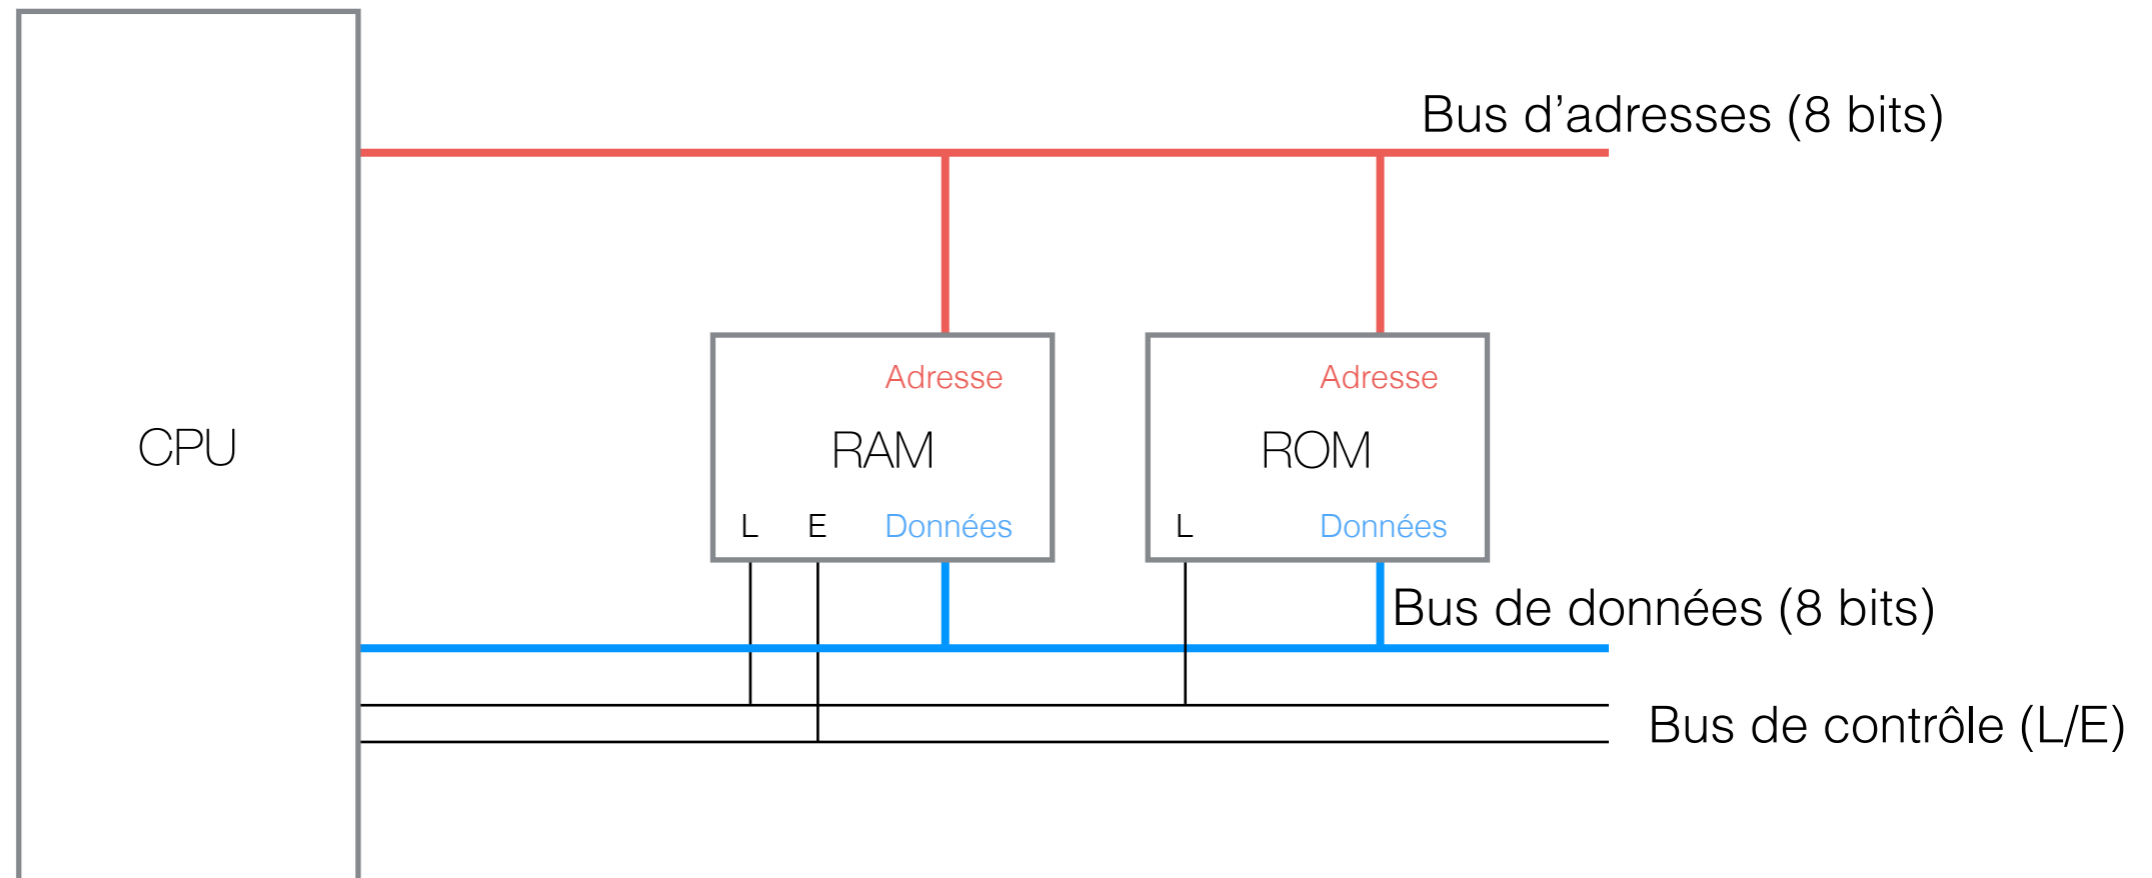 Bus d’adresses (8 bits)
Adresse
Adresse
CPU
RAM
ROM
L
E
Données
L
Données
Bus de données (8 bits)
Bus de contrôle (L/E)